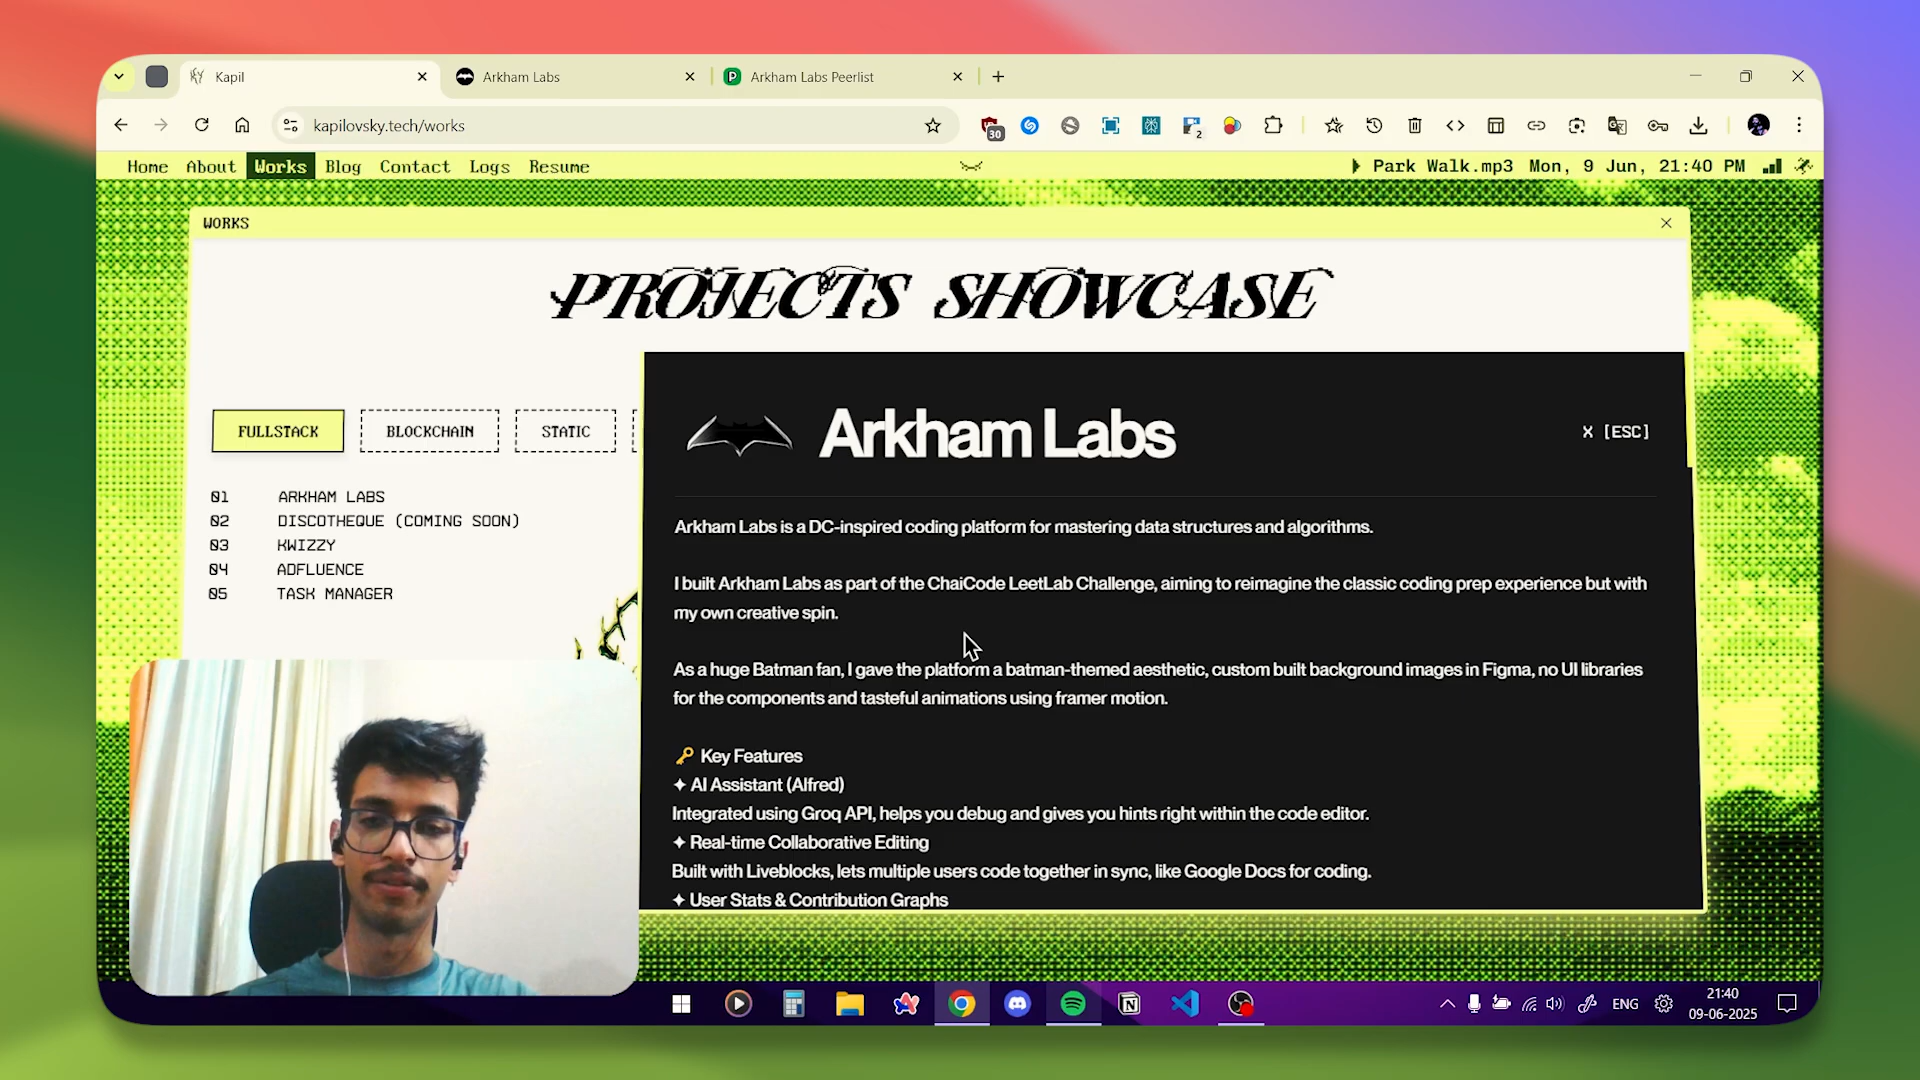 Kapil
Arkham Labs
P
Arkham Labs Peerlist
kapilovsky.tech/works
30
2
Home About Works Blog Contact Logs Resume
Park Walk.mp3 Mon, 9 Jun, 21:40 PM
WORKS
PROJECTS SHOWCASE
FULLSTACK
BLOCKCHAIN
STATIC
01 ARKHAM LABS
02 DISCOTHEQUE (COMING SOON)
03 KWIZZY
04 ADFLUENCE
05 TASK MANAGER
Arkham Labs
X [ESC]
Arkham Labs is a DC-inspired coding platform for mastering data structures and algorithms.
I built Arkham Labs as part of the ChaiCode LeetLab Challenge, aiming to reimagine the classic coding prep experience but with
my own creative spin.
As a huge Batman fan, I gave the platform a batman-themed aesthetic, custom built background images in Figma, no UI libraries
for the components and tasteful animations using framer motion.
🔑 Key Features
✦ AI Assistant (Alfred)
Integrated using Groq API, helps you debug and gives you hints right within the code editor.
✦ Real-time Collaborative Editing
Built with Liveblocks, lets multiple users code together in sync, like Google Docs for coding.
✦ User Stats & Contribution Graphs
ENG
21:40
09-06-2025